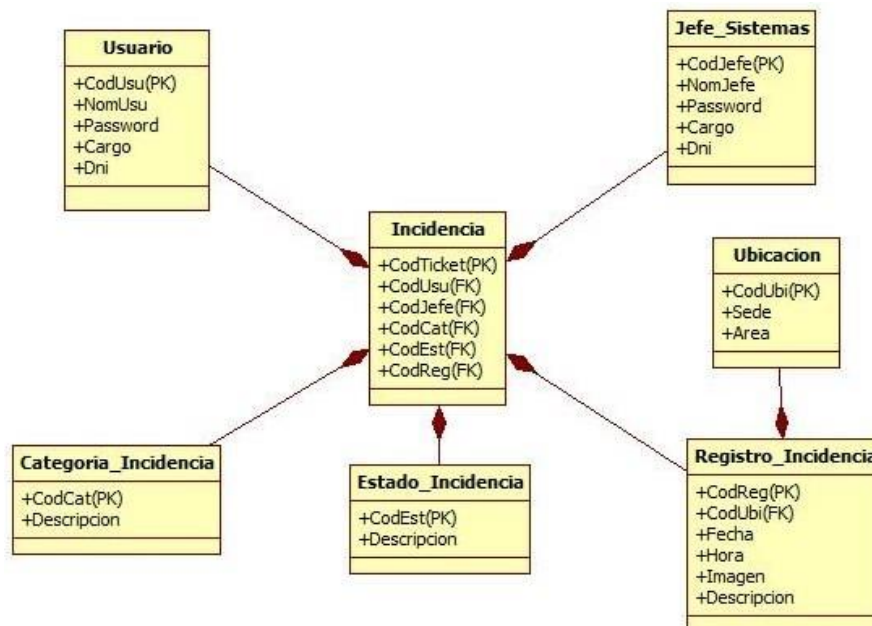 Usuario
+CodUsu(PK)
+NomUsu
+Password
+Cargo
+Dni
Jefe_Sistemas
+CodJefe(PK)
+NomJefe
+Password
+Cargo
+Dni
Incidencia
+CodTicket(PK)
+CodUsu(FK)
+CodJefe(FK)
+CodCat(FK)
+CodEst(FK)
+CodReg(FK)
Ubicacion
+CodUbi(PK)
+Sede
+Area
Categoria_Incidencia
+CodCat(PK)
+Descripcion
Estado_Incidencia
+CodEst(PK)
+Descripcion
Registro_Incidencia
+CodReg(PK)
+CodUbi(FK)
+Fecha
+Hora
+Imagen
+Descripcion